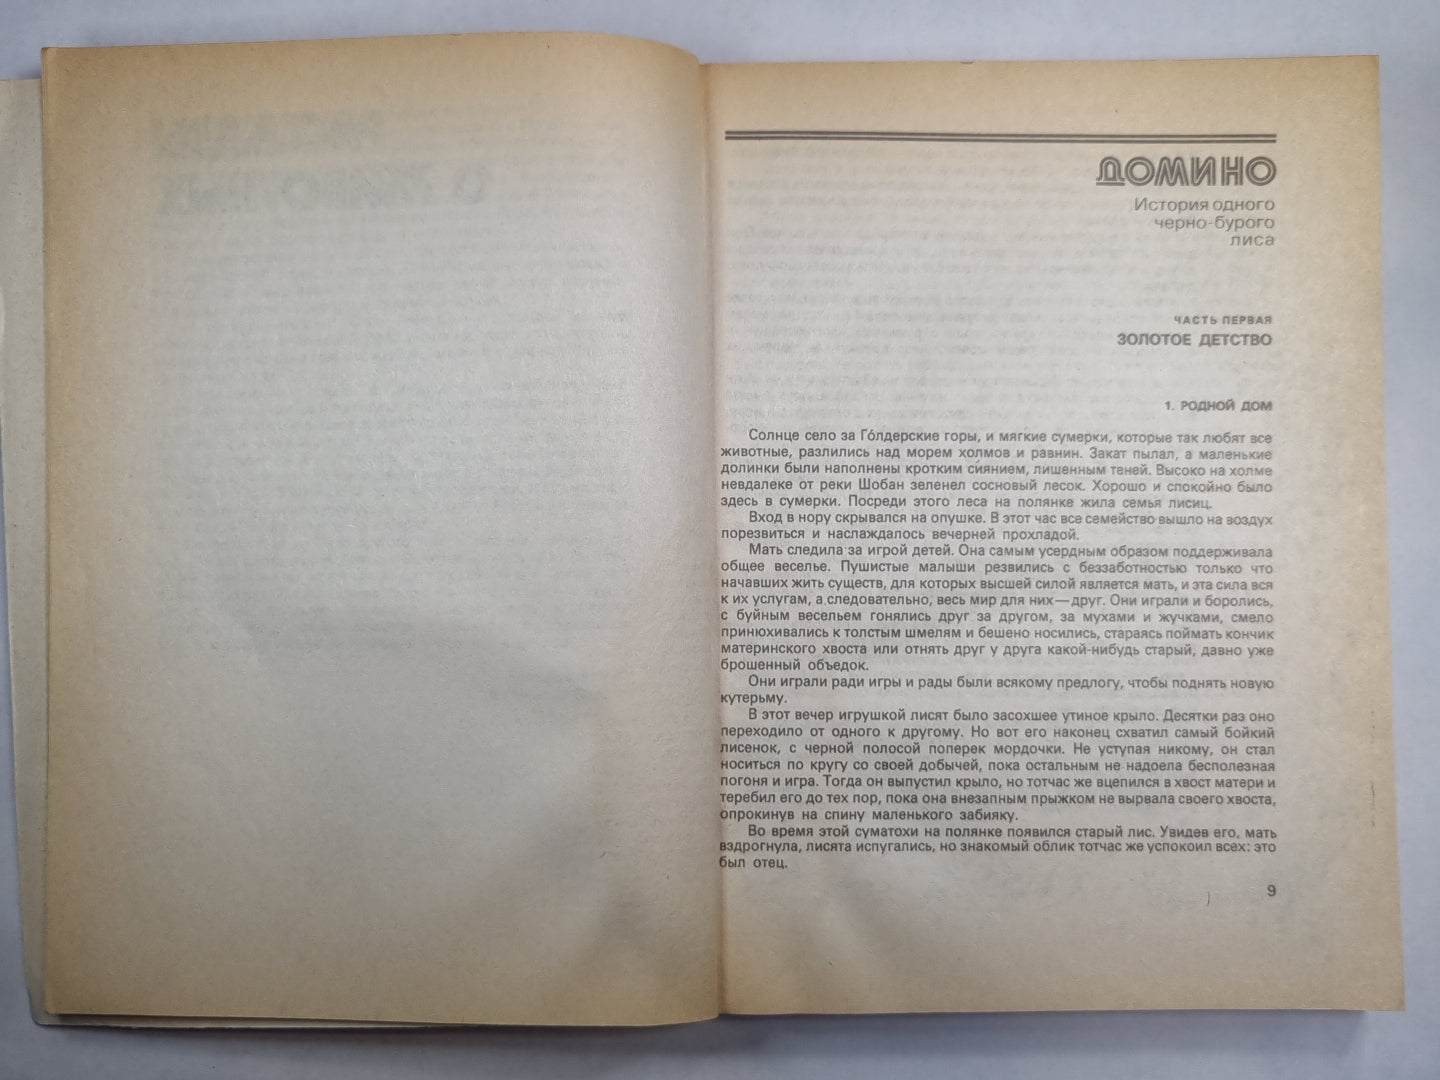 ДОМИНО
История одного
черно-бурого
лиса
ЧАСТЬ ПЕРВАЯ
ЗОЛОТОЕ ДЕТСТВО
1. РОДНОЙ ДОМ
Солнце село за Го́лдерские горы, и мягкие сумерки, которые так любят все
животные, разлились над морем холмов и равнин. Закат пылал, а маленькие
долинки были наполнены кротким сиянием, лишенным теней. Высоко на холме
невдалеке от реки Шобан зеленел сосновый лесок. Хорошо и спокойно было
здесь в сумерки. Посреди этого леса на полянке жила семья лисиц.
Вход в нору скрывался на опушке. В этот час все семейство вышло на воздух
порезвиться и наслаждалось вечерней прохладой.
Мать следила за игрой детей. Она самым усердным образом поддерживала
общее веселье. Пушистые малыши резвились с беззаботностью только что
начавших жить существ, для которых высшей силой является мать, и эта сила вся
к их услугам, а следовательно, весь мир для них — друг. Они играли и боролись,
с буйным весельем гонялись друг за другом, за мухами и жучками, смело
принюхивались к толстым шмелям и бешено носились, стараясь поймать кончик
материнского хвоста или отнять друг у друга какой-нибудь старый, давно уже
брошенный объедок.
Они играли ради игры и рады были всякому предлогу, чтобы поднять новую
кутерьму.
В этот вечер игрушкой лисят было засохшее утиное крыло. Десятки раз оно
переходило от одного к другому. Но вот его наконец схватил самый бойкий
лисенок, с черной полосой поперек мордочки. Не уступая никому, он стал
носиться по кругу со своей добычей, пока остальным не надоела бесполезная
погоня и игра. Тогда он выпустил крыло, но тотчас же вцепился в хвост матери и
теребил его до тех пор, пока она внезапным прыжком не вырвала своего хвоста,
опрокинув на спину маленького забияку.
Во время этой суматохи на полянке появился старый лис. Увидев его, мать
вздрогнула, лисята испугались, но знакомый облик тотчас же успокоил всех: это
был отец.
9